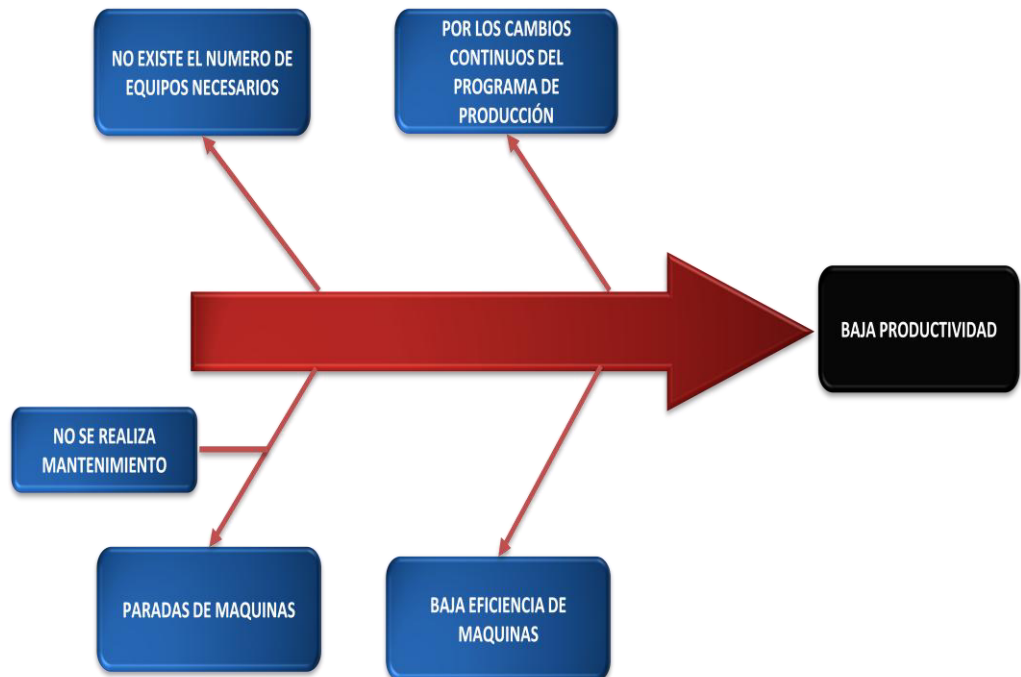 NO EXISTE EL NUMERO DE
EQUIPOS NECESARIOS
POR LOS CAMBIOS
CONTINUOS DEL
PROGRAMA DE
PRODUCCIÓN
BAJA PRODUCTIVIDAD
NO SE REALIZA
MANTENIMIENTO
PARADAS DE MAQUINAS
BAJA EFICIENCIA DE
MAQUINAS